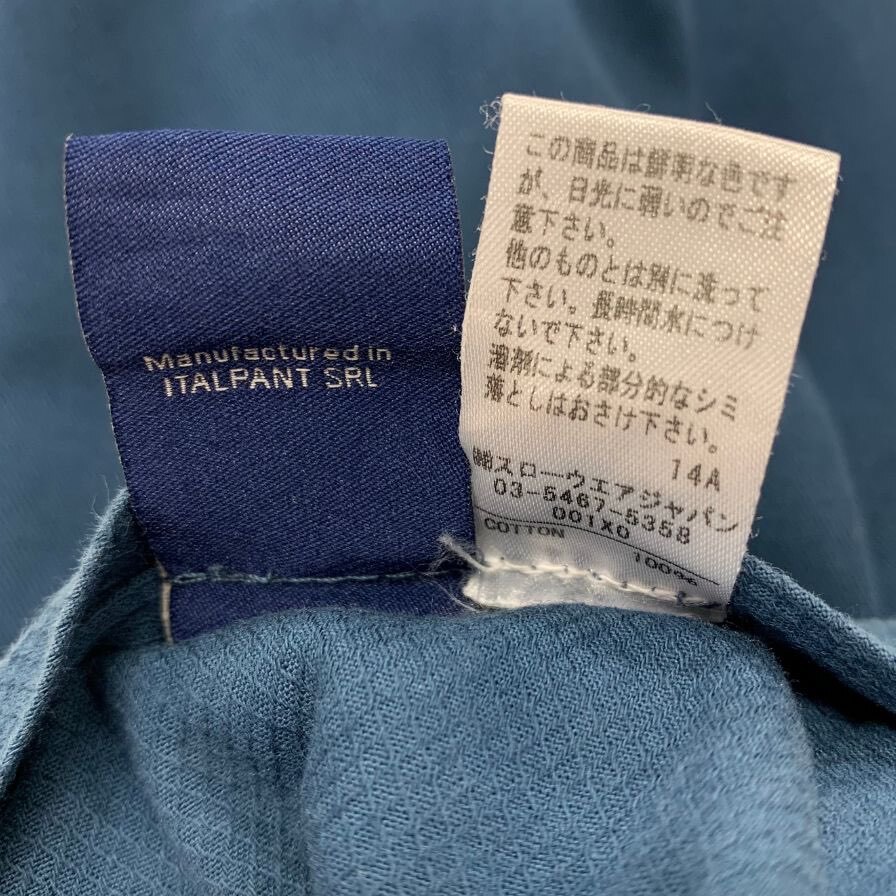 Manufactured in
ITALPANT SRL
この商品は鮮明な色です
が、日光に弱いのでご注
意下さい。
他のものとは別に洗って
下さい。長時間水につけ
ないで下さい。
溶剤による部分的なシミ
落としはおさけ下さい。
14A
㈱スローウエアジャパン
03-5467-5358
001X0
COTTON 100%